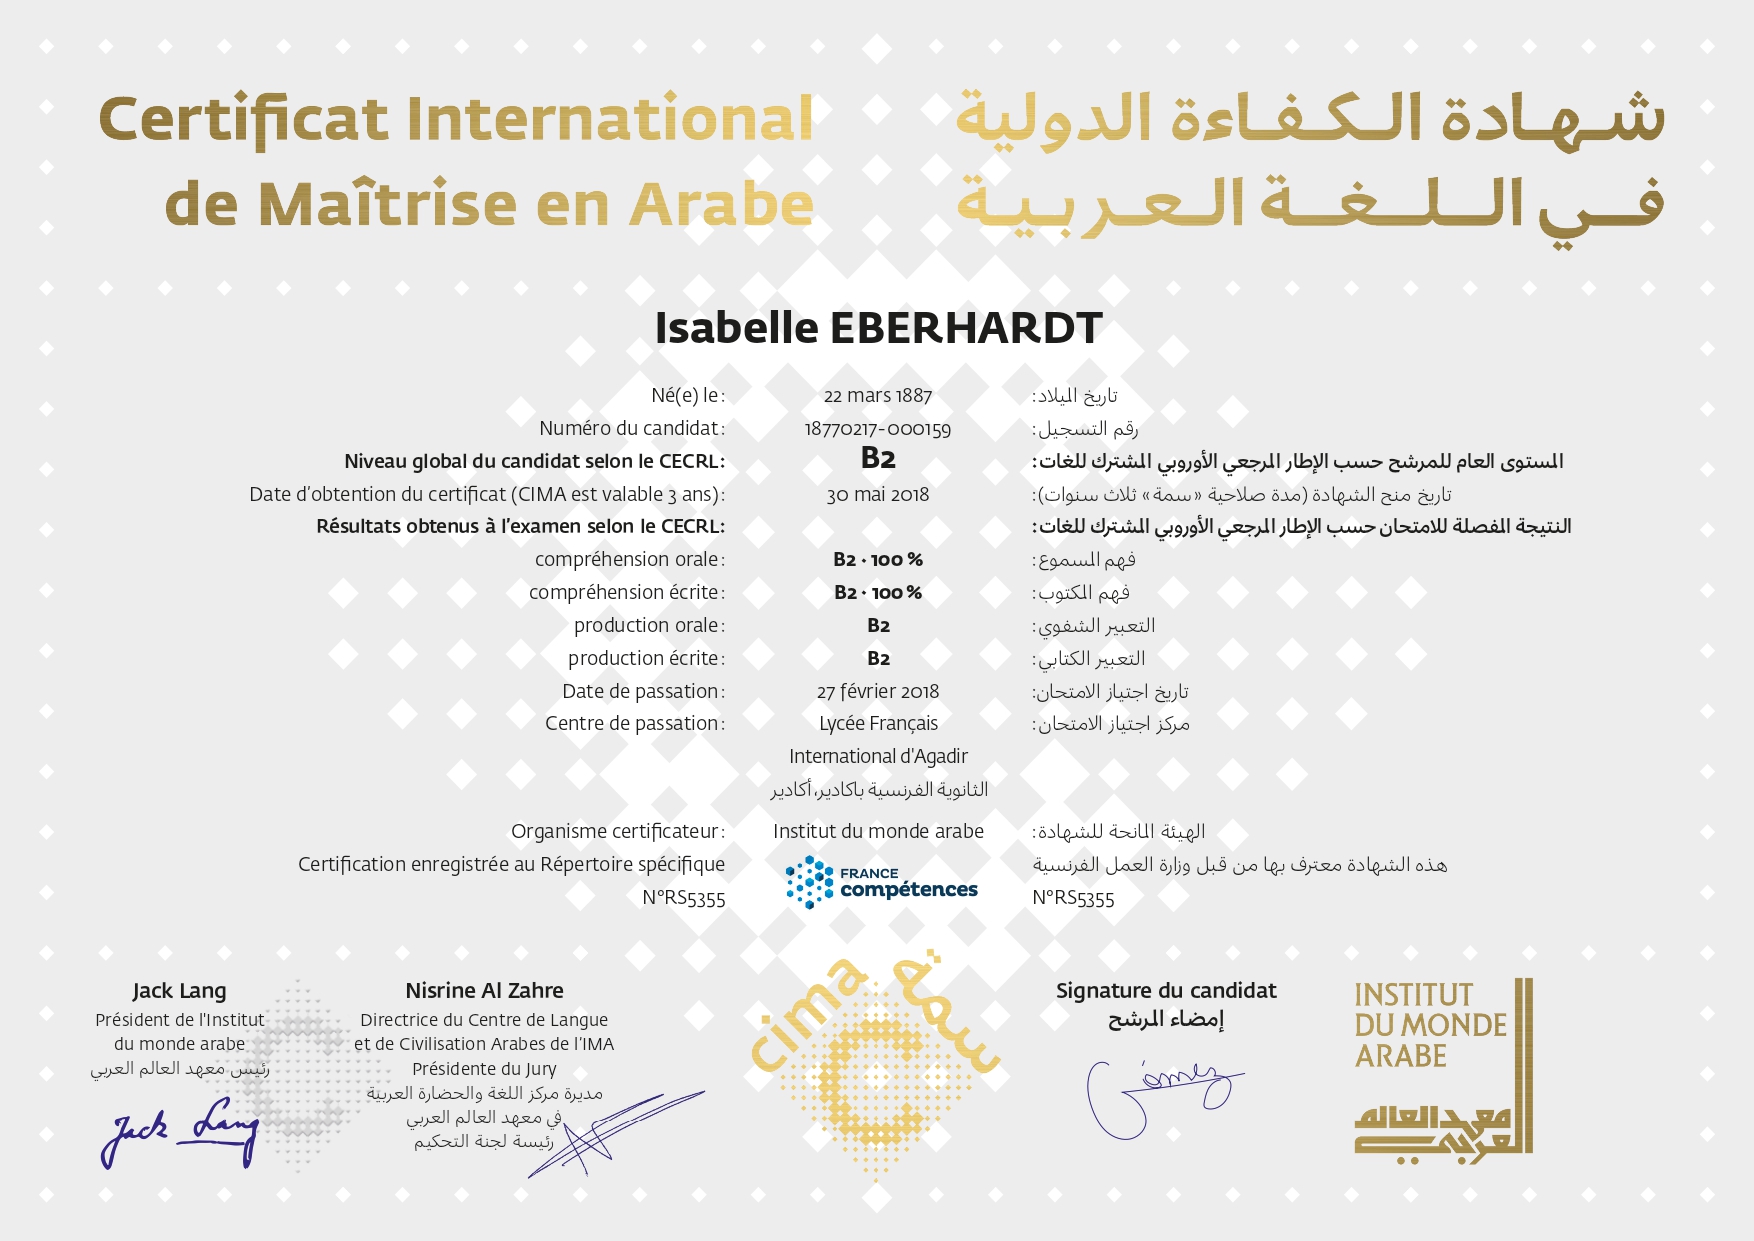 Certificat International
de Maîtrise en Arabe
شهادة الكفاءة الدولية
في اللغة العربية
Isabelle EBERHARDT
Né(e) le : 22 mars 1887 تاريخ الميلاد:
Numéro du candidat : 18770217-000159 رقم التسجيل:
Niveau global du candidat selon le CECRL: B2 المستوى العام للمرشح حسب الإطار المرجعي الأوروبي المشترك للغات:
Date d'obtention du certificat (CIMA est valable 3 ans) : 30 mai 2018 تاريخ منح الشهادة (مدة صلاحية «سمة» ثلاث سنوات):
Résultats obtenus à l'examen selon le CECRL: النتيجة المفصلة للامتحان حسب الإطار المرجعي الأوروبي المشترك للغات:
compréhension orale : B2 · 100 % فهم المسموع:
compréhension écrite : B2 · 100 % فهم المكتوب:
production orale : B2 التعبير الشفوي:
production écrite : B2 التعبير الكتابي:
Date de passation : 27 février 2018 تاريخ اجتياز الامتحان:
Centre de passation : Lycée Français مركز اجتياز الامتحان:
International d'Agadir
الثانوية الفرنسية باكادير، أكادير
Organisme certificateur : Institut du monde arabe الهيئة المانحة للشهادة:
Certification enregistrée au Répertoire spécifique هذه الشهادة معترف بها من قبل وزارة العمل الفرنسية
FRANCE
compétences
N°RS5355 N°RS5355
Jack Lang
Président de l'Institut
du monde arabe
رئيس معهد العالم العربي
Jack Lang
Nisrine Al Zahre
Directrice du Centre de Langue
et de Civilisation Arabes de l'IMA
Présidente du Jury
مديرة مركز اللغة والحضارة العربية
في معهد العالم العربي
رئيسة لجنة التحكيم
cima سمة
Signature du candidat
إمضاء المرشح
INSTITUT
DU MONDE
ARABE
معهد العالم
العربي